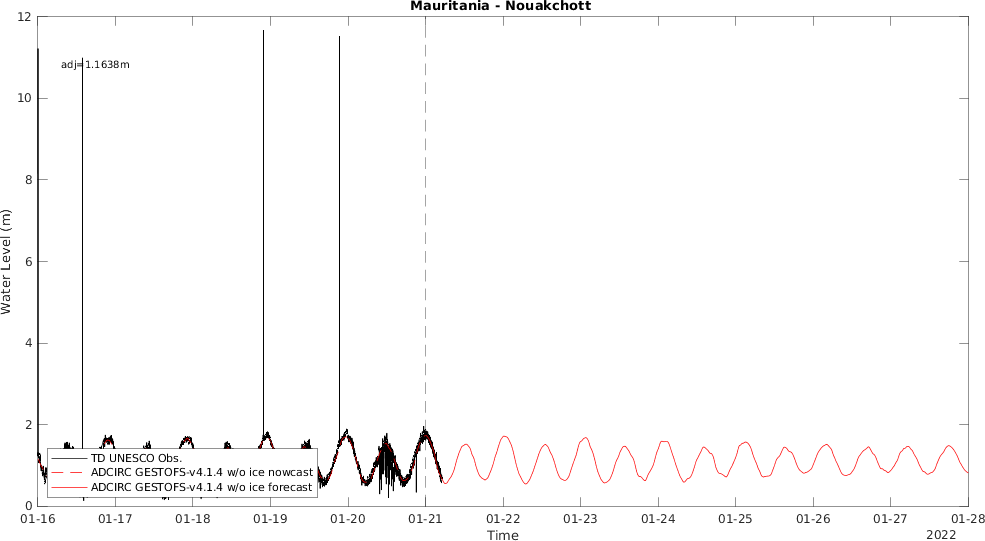 Mauritania - Nouakchott
12
10
8
6
4
2
0
Water Level (m)
adj=1.1638m
TD UNESCO Obs.
ADCIRC GESTOFS-v4.1.4 w/o ice nowcast
ADCIRC GESTOFS-v4.1.4 w/o ice forecast
01-16 01-17 01-18 01-19 01-20 01-21 01-22 01-23 01-24 01-25 01-26 01-27 01-28
Time
2022